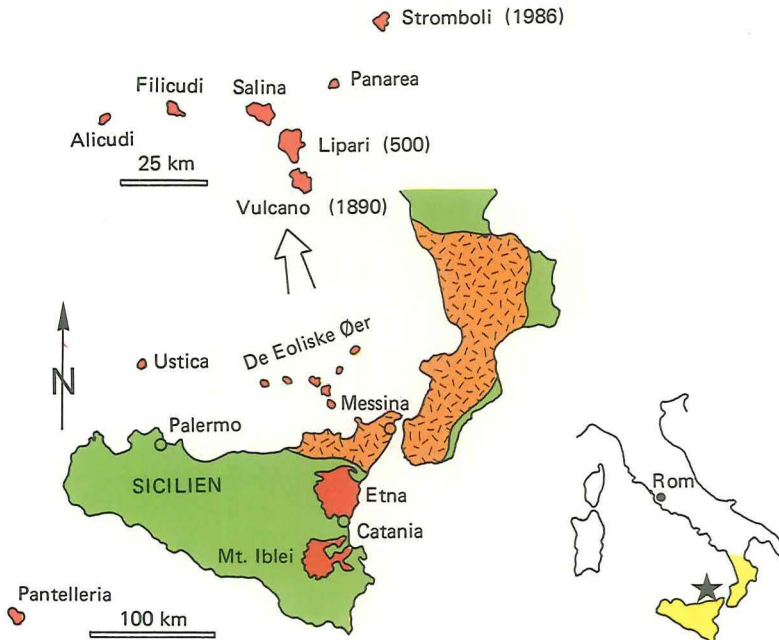 Stromboli (1986)
Filicudi
Salina
Panarea
Alicudi
Lipari (500)
25 km
Vulcano (1890)
De Eoliske Øer
Ustica
N
Messina
Palermo
SICILIEN
Etna
Rom
Catania
Mt. Iblei
Pantelleria
100 km